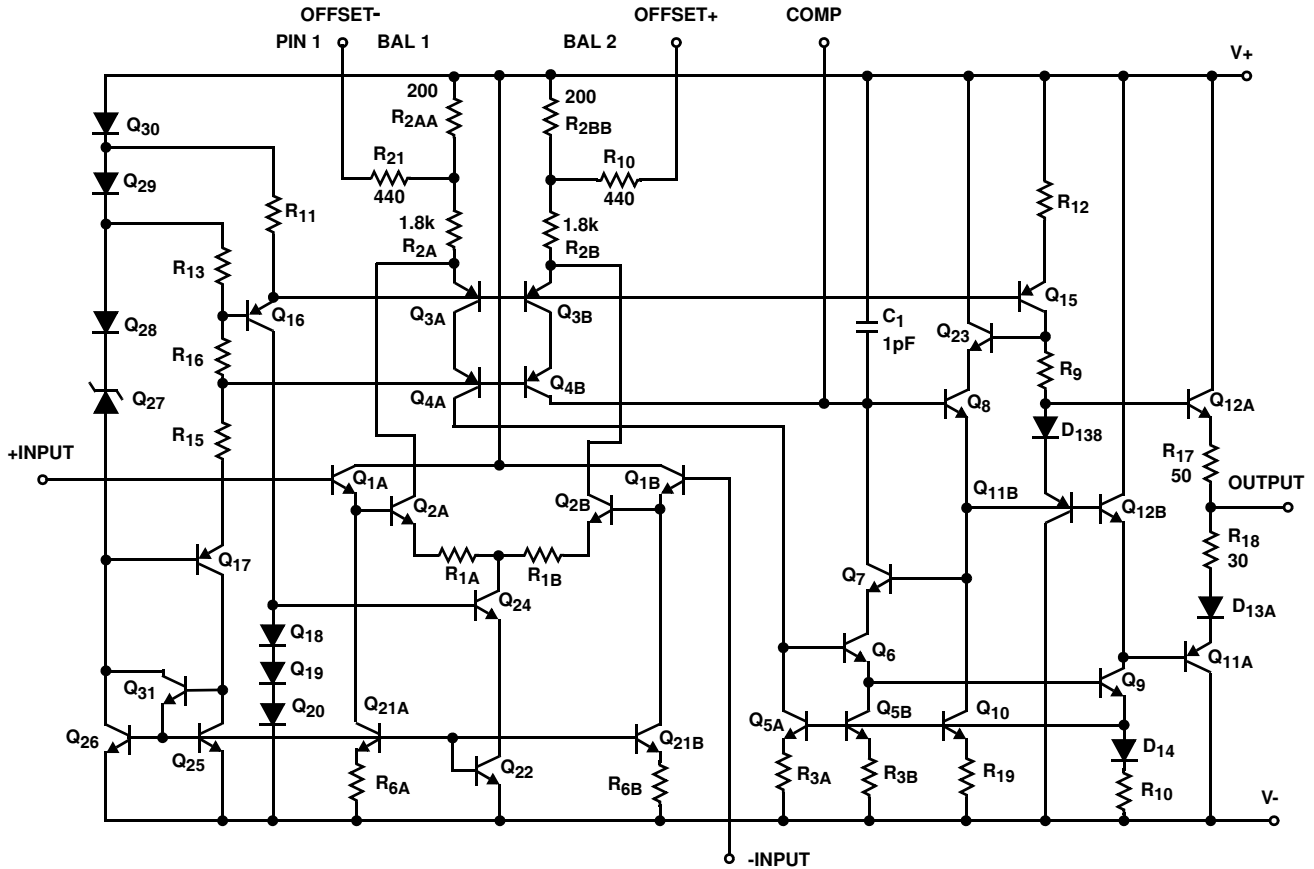 OFFSET- OFFSET+ COMP
PIN 1 BAL 1 BAL 2
V+
200 200
R2AA R2BB
Q30
R21 R10
440 440
Q29
R11
R12
1.8k 1.8k
R2A R2B
R13
Q16
Q3A Q3B
Q15
C1
1pF
Q28
Q23
R16
R9
Q27
Q4A Q4B
Q8
Q12A
R15
D138
+INPUT
R17
50
Q1A Q1B
OUTPUT
Q2A Q2B
Q11B
Q12B
R18
30
Q17
R1A R1B
Q7
Q24
D13A
Q18
Q6
Q11A
Q19
Q9
Q31
Q20
Q21A
Q5A Q5B Q10
Q26
Q25
Q21B
D14
Q22
R6A R6B
R3A R3B R19
R10
V-
-INPUT